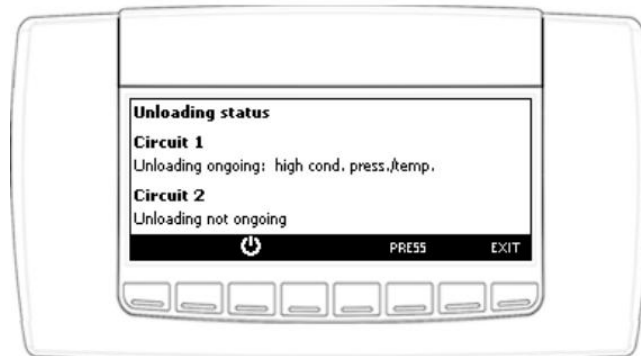 Unloading status
Circuit 1
Unloading ongoing: high cond. press./temp.
Circuit 2
Unloading not ongoing
PRESS EXIT